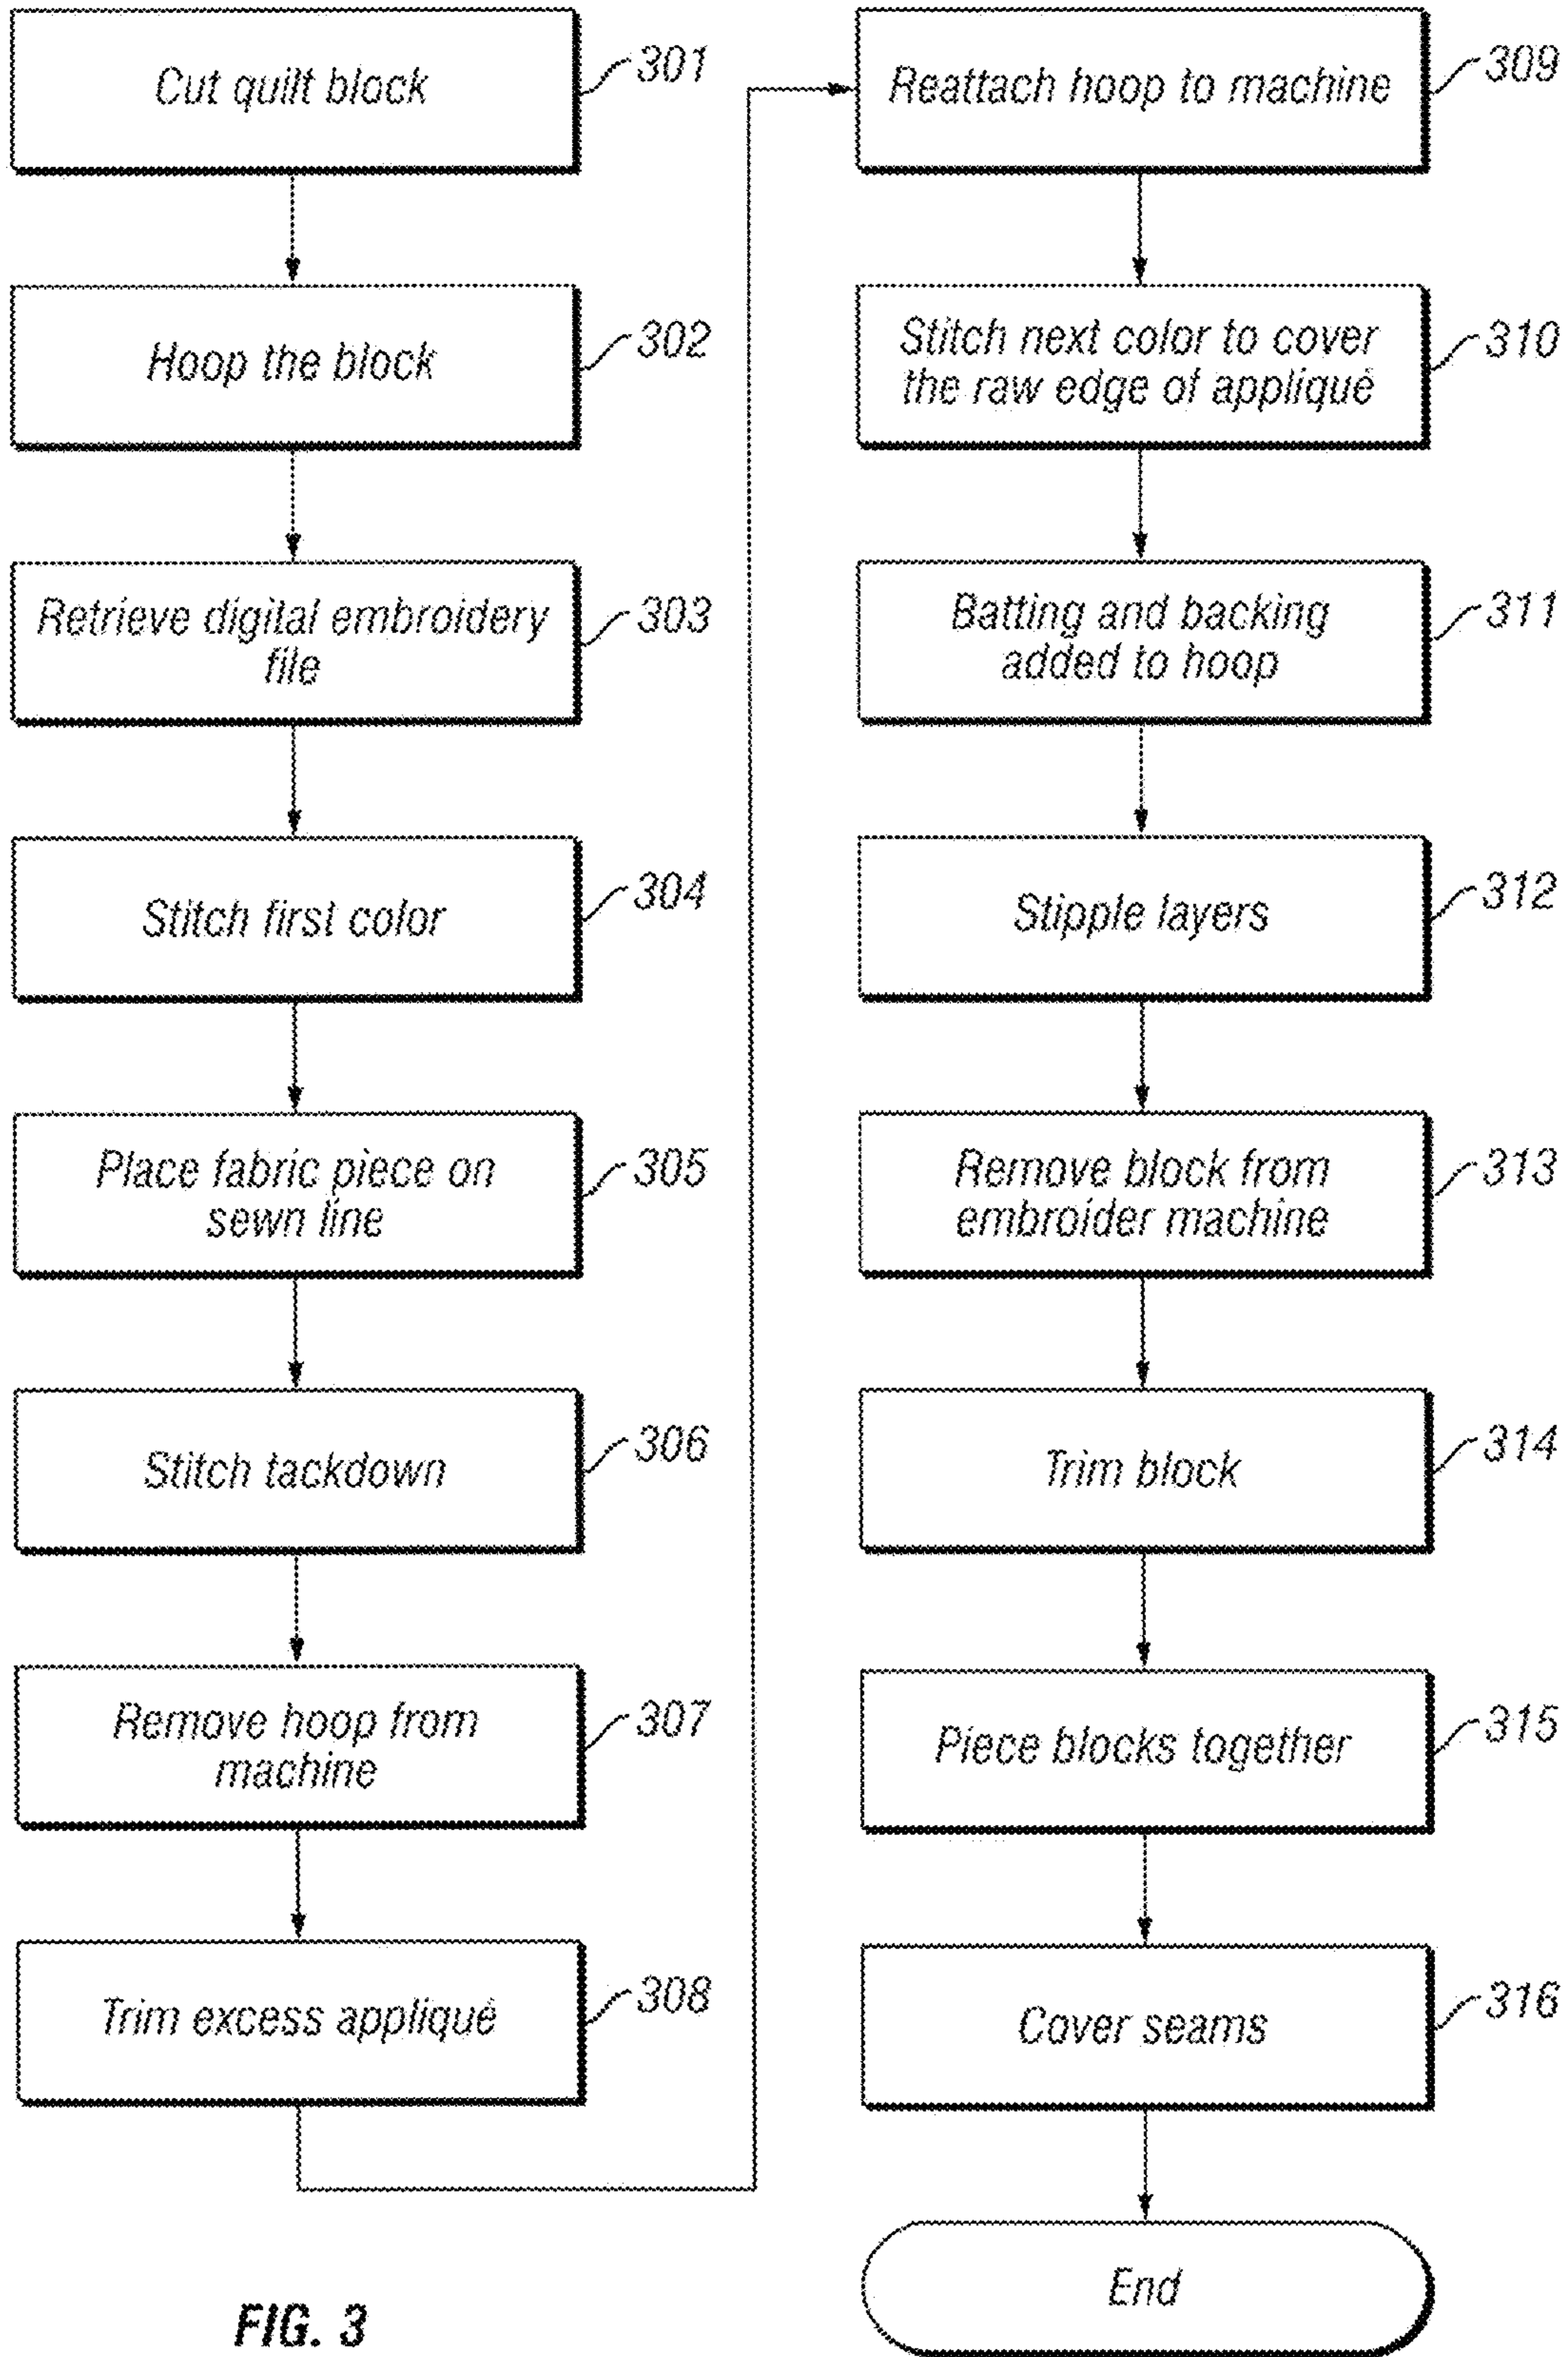 Cut quilt block
301
Hoop the block
302
Retrieve digital embroidery
file
303
Stitch first color
304
Place fabric piece on
sewn line
305
Stitch tackdown
306
Remove hoop from
machine
307
Trim excess appliqué
308
Reattach hoop to machine
309
Stitch next color to cover
the raw edge of appliqué
310
Batting and backing
added to hoop
311
Stipple layers
312
Remove block from
embroider machine
313
Trim block
314
Piece blocks together
315
Cover seams
316
End
FIG. 3